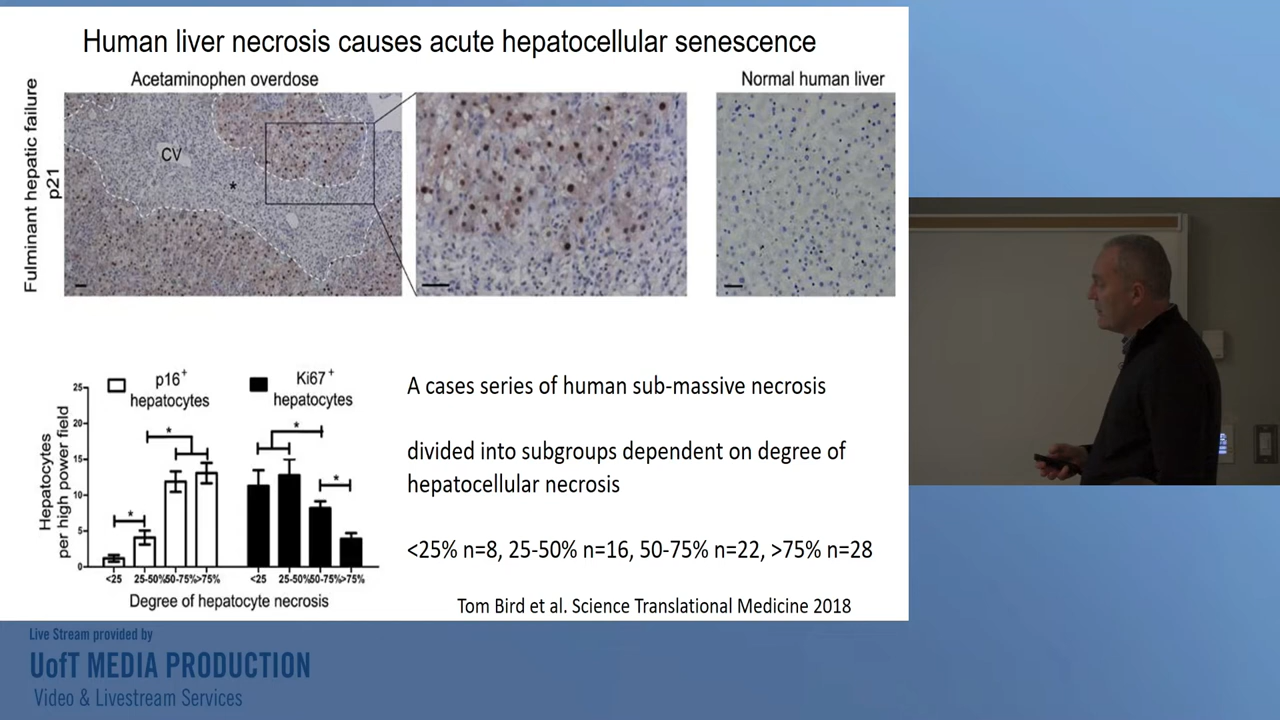 Human liver necrosis causes acute hepatocellular senescence
Acetaminophen overdose
Normal human liver
Fulminant hepatic failure
p21
CV
*
25
20
15
10
5
0
Hepatocytes
per high power field
p16+
hepatocytes
Ki67+
hepatocytes
*
*
*
*
<25
25-50%
50-75%
>75%
<25
25-50%
50-75%
>75%
Degree of hepatocyte necrosis
A cases series of human sub-massive necrosis
divided into subgroups dependent on degree of
hepatocellular necrosis
<25% n=8, 25-50% n=16, 50-75% n=22, >75% n=28
Tom Bird et al. Science Translational Medicine 2018
Live Stream provided by
UofT MEDIA PRODUCTION
Video & Livestream Services